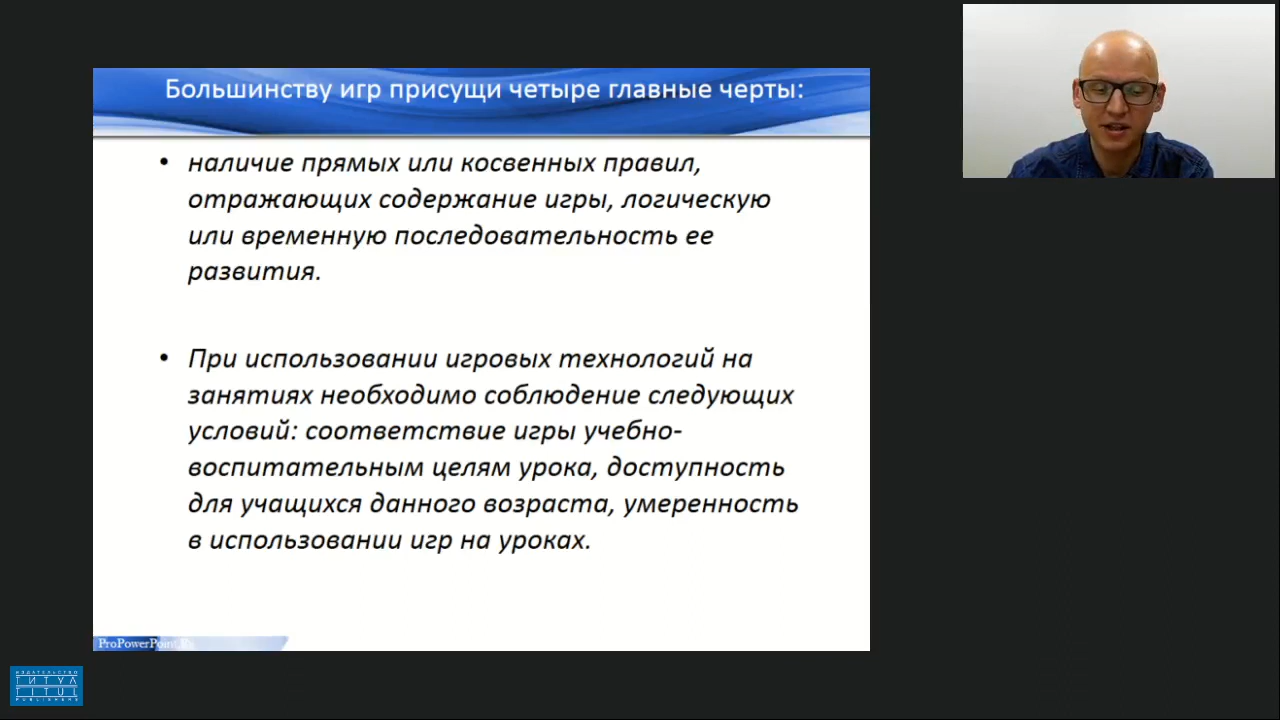 Большинству игр присущи четыре главные черты:
• наличие прямых или косвенных правил,
отражающих содержание игры, логическую
или временную последовательность ее
развития.
• При использовании игровых технологий на
занятиях необходимо соблюдение следующих
условий: соответствие игры учебно-
воспитательным целям урока, доступность
для учащихся данного возраста, умеренность
в использовании игр на уроках.
ProPowerPoint.Ru
ИЗДАТЕЛЬСТВО
ТИТУЛ
TITUL
PUBLISHERS